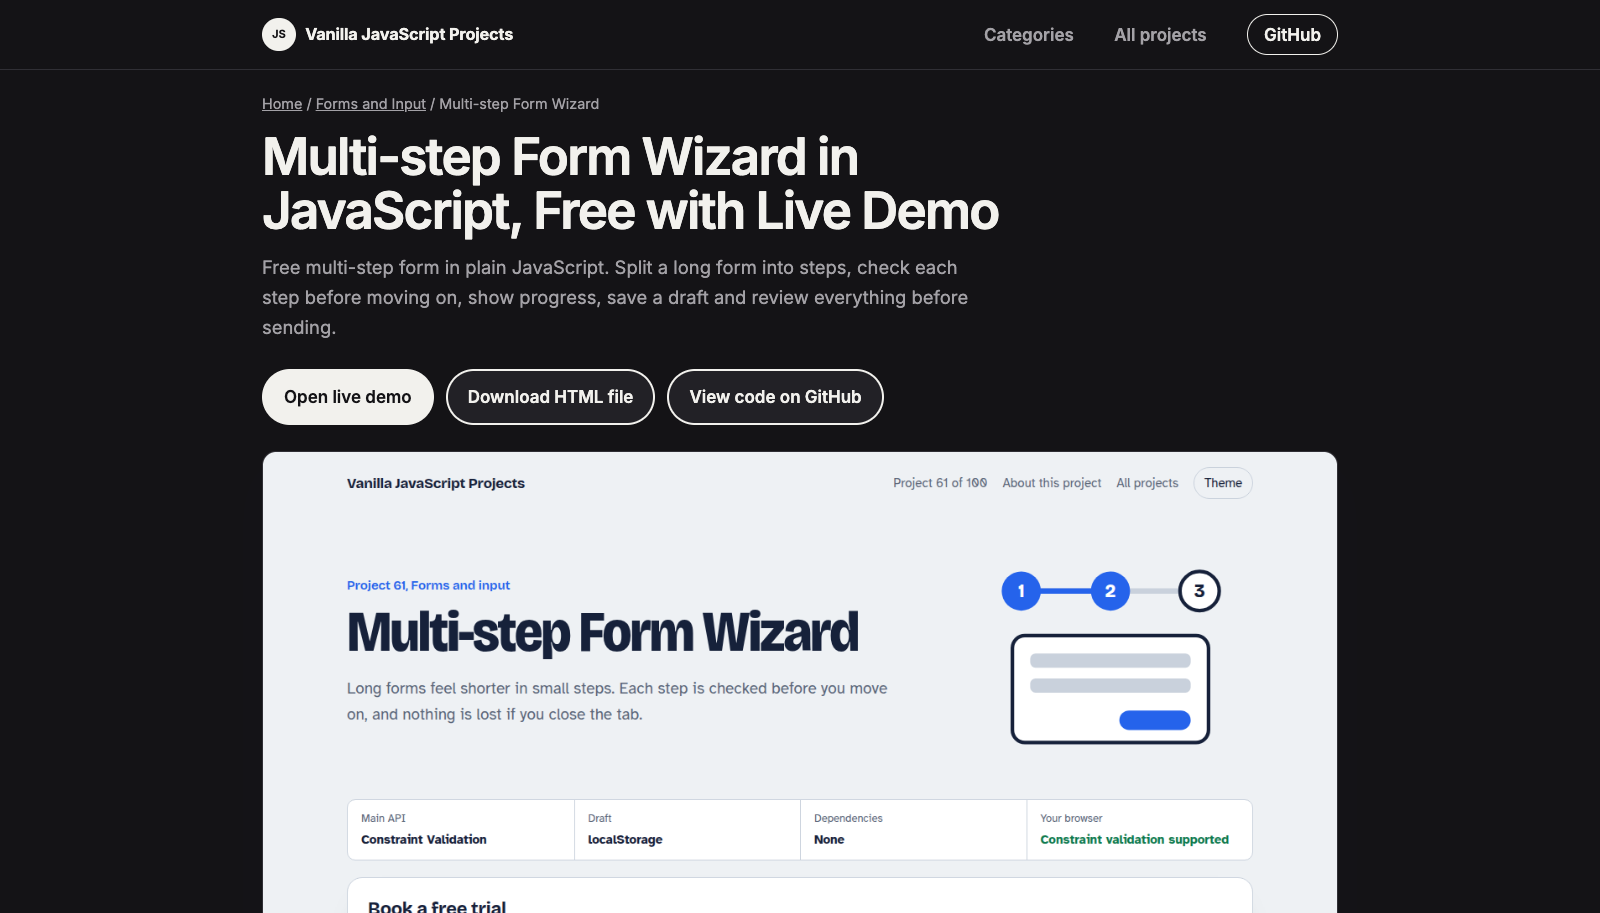 JS Vanilla JavaScript Projects Categories All projects GitHub
Home / Forms and Input / Multi-step Form Wizard
Multi-step Form Wizard in
JavaScript, Free with Live Demo
Free multi-step form in plain JavaScript. Split a long form into steps, check each
step before moving on, show progress, save a draft and review everything before
sending.
Open live demo Download HTML file View code on GitHub
Vanilla JavaScript Projects Project 61 of 100 About this project All projects Theme
Project 61, Forms and input
Multi-step Form Wizard
Long forms feel shorter in small steps. Each step is checked before you move
on, and nothing is lost if you close the tab.
1 2 3
Main API Draft Dependencies Your browser
Constraint Validation localStorage None Constraint validation supported
Book a free trial